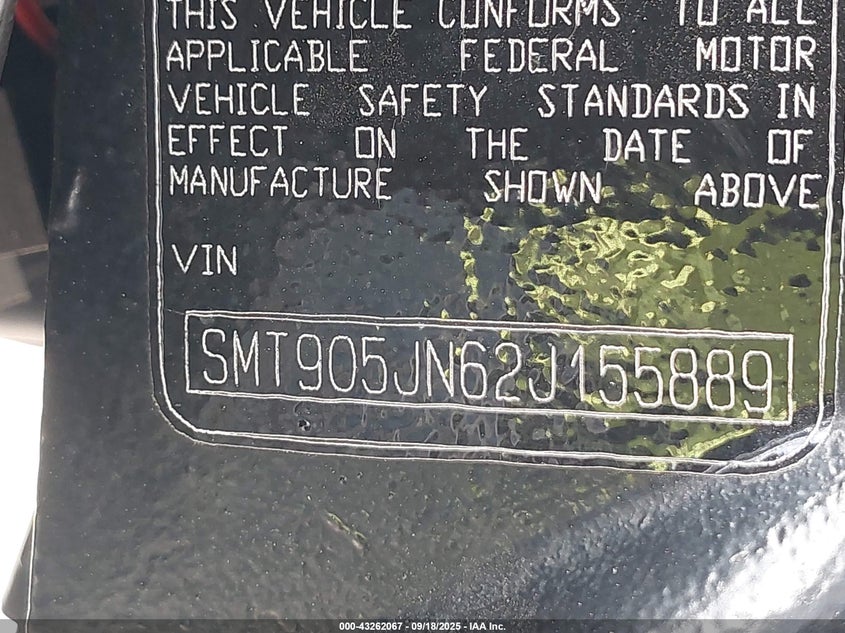 THIS VEHICLE CONFORMS TO ALL
APPLICABLE FEDERAL MOTOR
VEHICLE SAFETY STANDARDS IN
EFFECT ON THE DATE OF
MANUFACTURE SHOWN ABOVE
VIN
SMT905JN62J155889
000-43262067 - 09/18/2025 - IAA Inc.